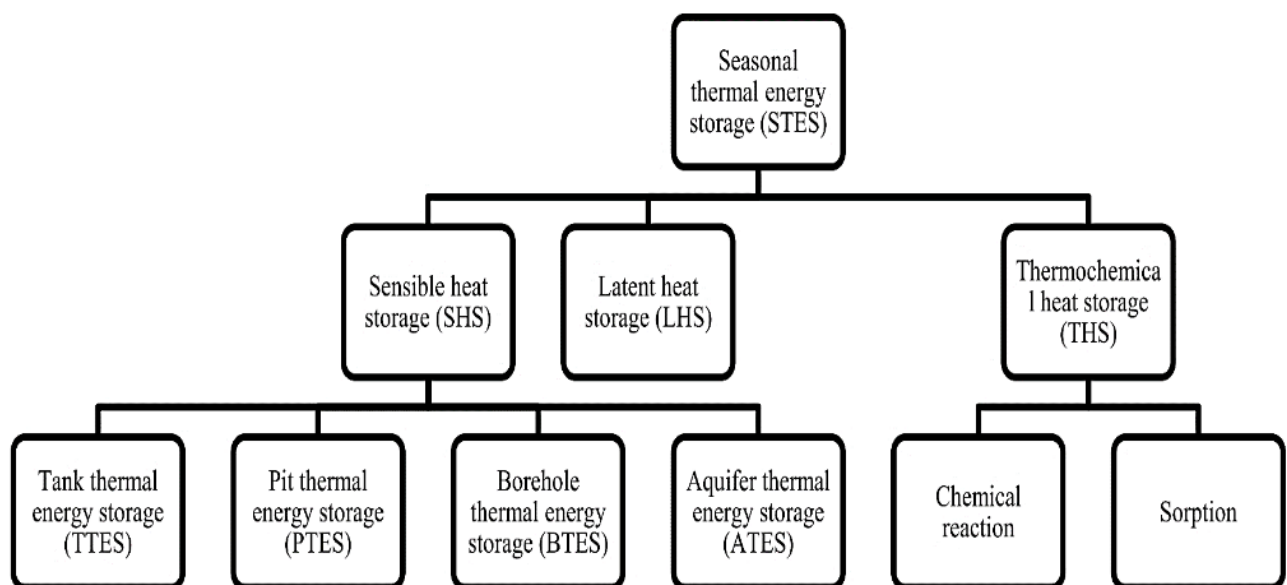 Seasonal
thermal energy
storage (STES)
Sensible heat
storage (SHS)
Latent heat
storage (LHS)
Thermochemica
l heat storage
(THS)
Tank thermal
energy storage
(TTES)
Pit thermal
energy storage
(PTES)
Borehole
thermal energy
storage (BTES)
Aquifer thermal
energy storage
(ATES)
Chemical
reaction
Sorption